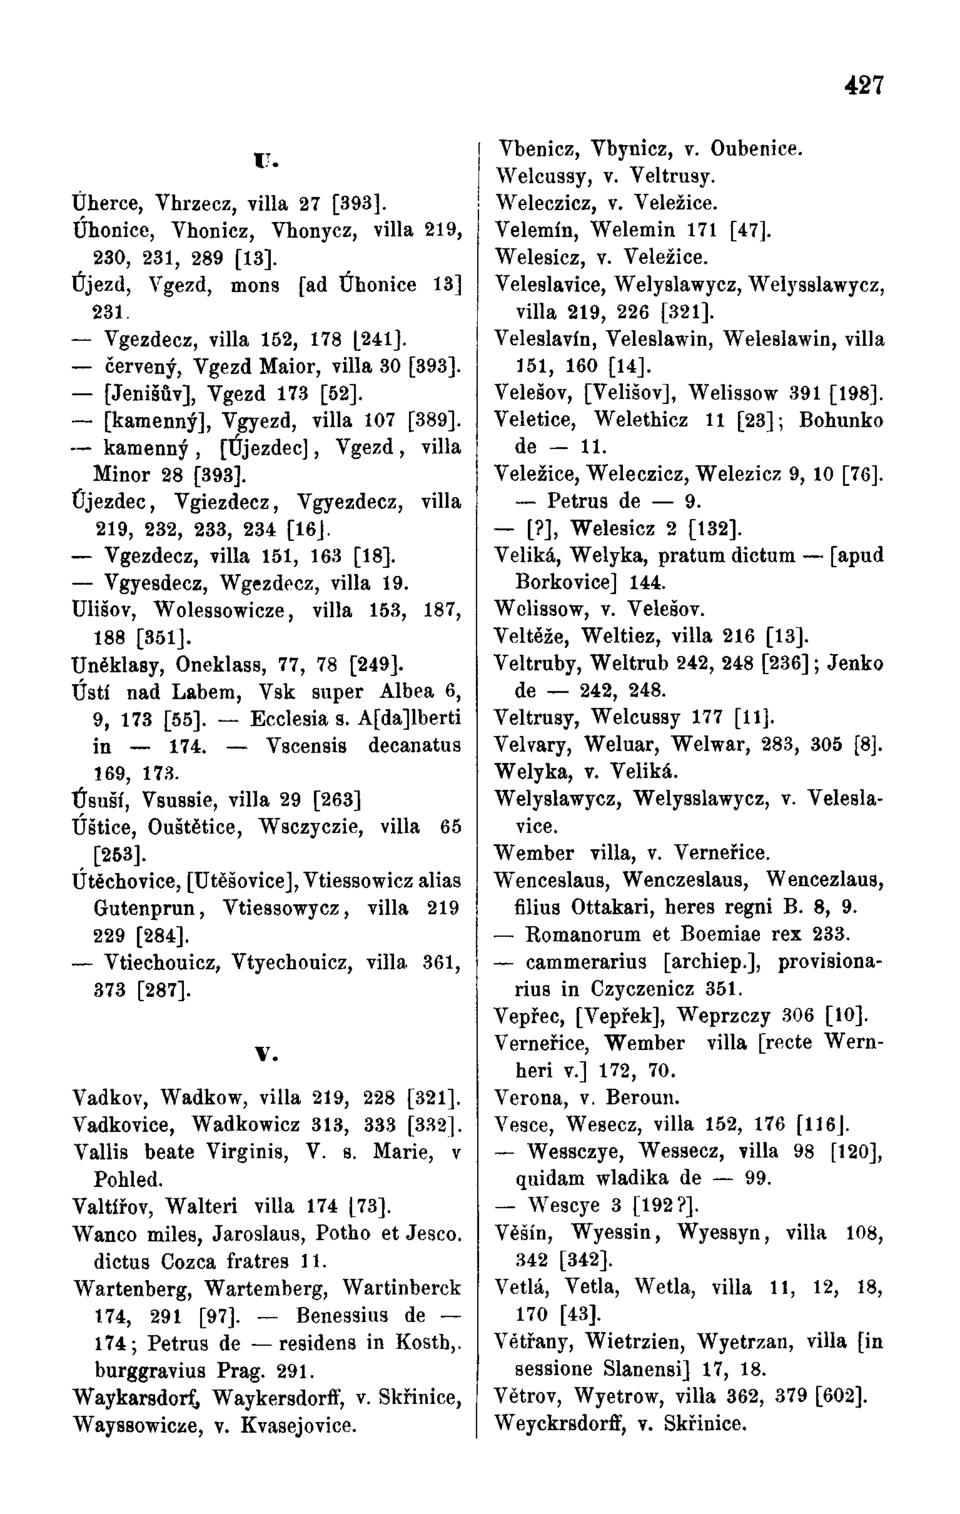 427
U.
Úherce, Vhrzecz, villa 27 [393].
Úhonice, Vhonicz, Vhonycz, villa 219,
230, 231, 289 [13].
Újezd, Vgezd, mons [ad Úhonice 13]
231.
— Vgezdecz, villa 152, 178 [241].
— červený, Vgezd Maior, villa 30 [393].
— [Jenišův], Vgezd 173 [52].
— [kamenný], Vgyezd, villa 107 [389].
— kamenný, [Újezdec], Vgezd, villa
Minor 28 [393].
Újezdec, Vgiezdecz, Vgyezdecz, villa
219, 232, 233, 234 [16].
— Vgezdecz, villa 151, 163 [18].
— Vgyesdecz, Wgezdecz, villa 19.
Ulišov, Wolessowicze, villa 153, 187,
188 [351].
Uněklasy, Oneklass, 77, 78 [249].
Ústí nad Labem, Vsk super Albea 6,
9, 173 [55]. — Ecclesia s. A[da]lberti
in — 174. — Vscensis decanatus
169, 173.
Úsuší, Vsussie, villa 29 [263]
Úštice, Ouštětice, Wsczyczie, villa 65
[253].
Útěchovice, [Utěšovice], Vtiessowicz alias
Gutenprun, Vtiessowycz, villa 219
229 [284].
— Vtiechouicz, Vtyechouicz, villa 361,
373 [287].
V.
Vadkov, Wadkow, villa 219, 228 [321].
Vadkovice, Wadkowicz 313, 333 [332].
Vallis beate Virginis, V. s. Marie, v
Pohled.
Valtířov, Walteri villa 174 [73].
Wanco miles, Jaroslaus, Potho et Jesco.
dictus Cozca fratres 11.
Wartenberg, Wartemberg, Wartinberck
174, 291 [97]. — Benessius de —
174; Petrus de — residens in Kosth,.
burggravius Prag. 291.
Waykarsdorf, Waykersdorff, v. Skřinice,
Wayssowicze, v. Kvasejovice.
Vbenicz, Vbynicz, v. Oubenice.
Welcussy, v. Veltrusy.
Weleczicz, v. Veležice.
Velemín, Welemin 171 [47].
Welesicz, v. Veležice.
Veleslavice, Welyslawycz, Welysslawycz,
villa 219, 226 [321].
Veleslavín, Veleslawin, Weleslawin, villa
151, 160 [14].
Velešov, [Velišov], Welissow 391 [198].
Veletice, Welethicz 11 [23]; Bohunko
de — 11.
Veležice, Weleczicz, Welezicz 9, 10 [76].
— Petrus de — 9.
— [?], Welesicz 2 [132].
Veliká, Welyka, pratum dictum — [apud
Borkovice] 144.
Welissow, v. Velešov.
Veltěže, Weltiez, villa 216 [13].
Veltruby, Weltrub 242, 248 [236]; Jenko
de — 242, 248.
Veltrusy, Welcussy 177 [11].
Velvary, Weluar, Welwar, 283, 305 [8].
Welyka, v. Veliká.
Welyslawycz, Welysslawycz, v. Velesla-
vice.
Wember villa, v. Verneřice.
Wenceslaus, Wenczeslaus, Wencezlaus,
filius Ottakari, heres regni B. 8, 9.
— Romanorum et Boemiae rex 233.
— cammerarius [archiep.], provisiona-
rius in Czyczenicz 351.
Vepřec, [Vepřek], Weprzczy 306 [10].
Verneřice, Wember villa [recte Wern-
heri v.] 172, 70.
Verona, v. Beroun.
Vesce, Wesecz, villa 152, 176 [116].
— Wessczye, Wessecz, villa 98 [120],
quidam wladika de — 99.
— Wescye 3 [192?].
Věšín, Wyessin, Wyessyn, villa 108,
342 [342].
Vetlá, Vetla, Wetla, villa 11, 12, 18,
170 [43].
Větřany, Wietrzien, Wyetrzan, villa [in
sessione Slanensi] 17, 18.
Větrov, Wyetrow, villa 362, 379 [602].
Weyckrsdorff, v. Skřinice.